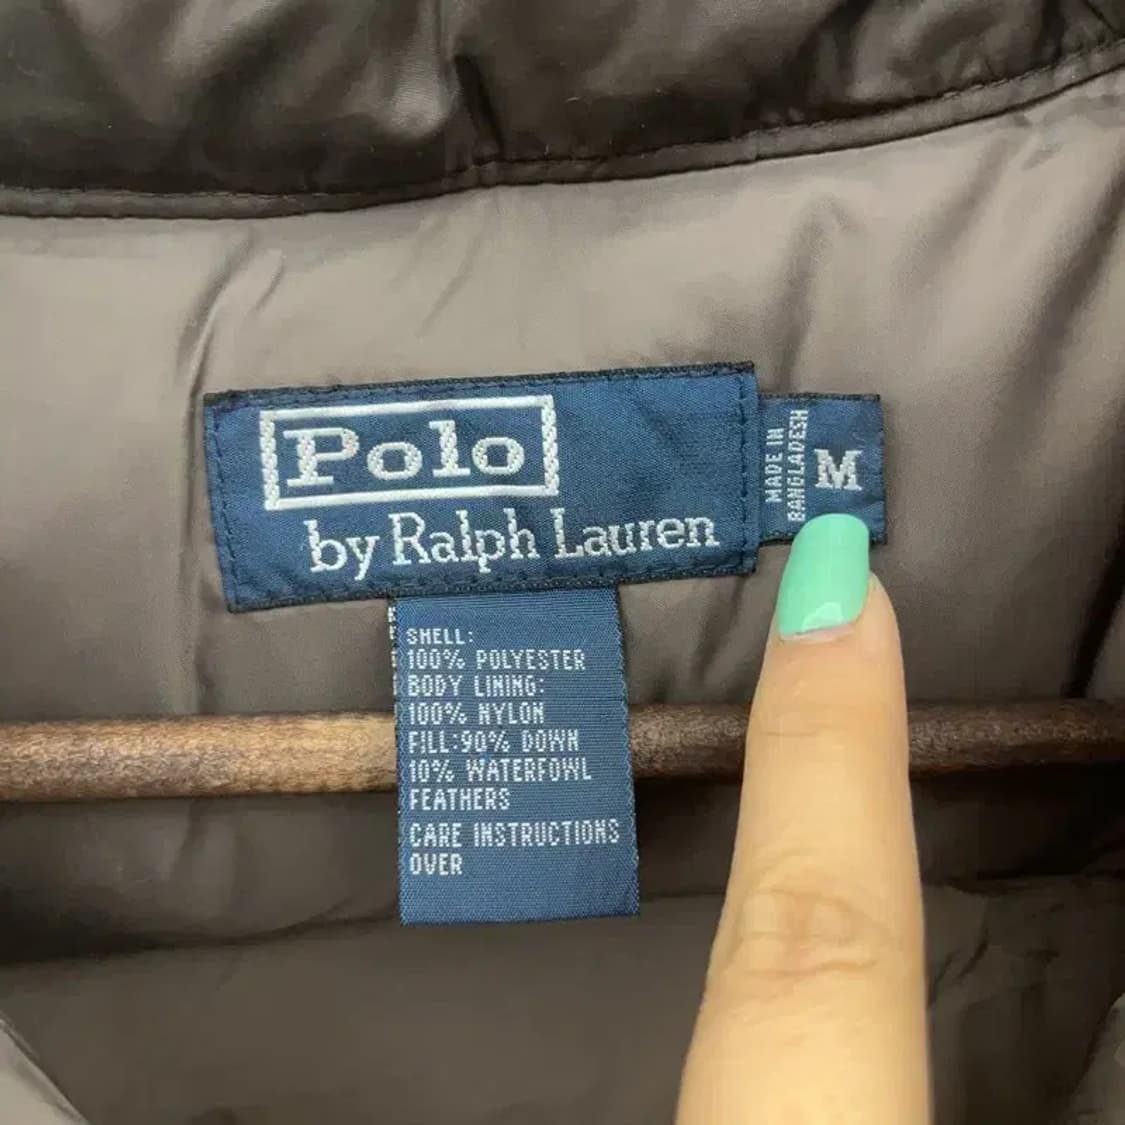 Polo
by Ralph Lauren
MADE IN
BANGLADESH
M
SHELL:
100% POLYESTER
BODY LINING:
100% NYLON
FILL:90% DOWN
10% WATERFOWL
FEATHERS
CARE INSTRUCTIONS
OVER